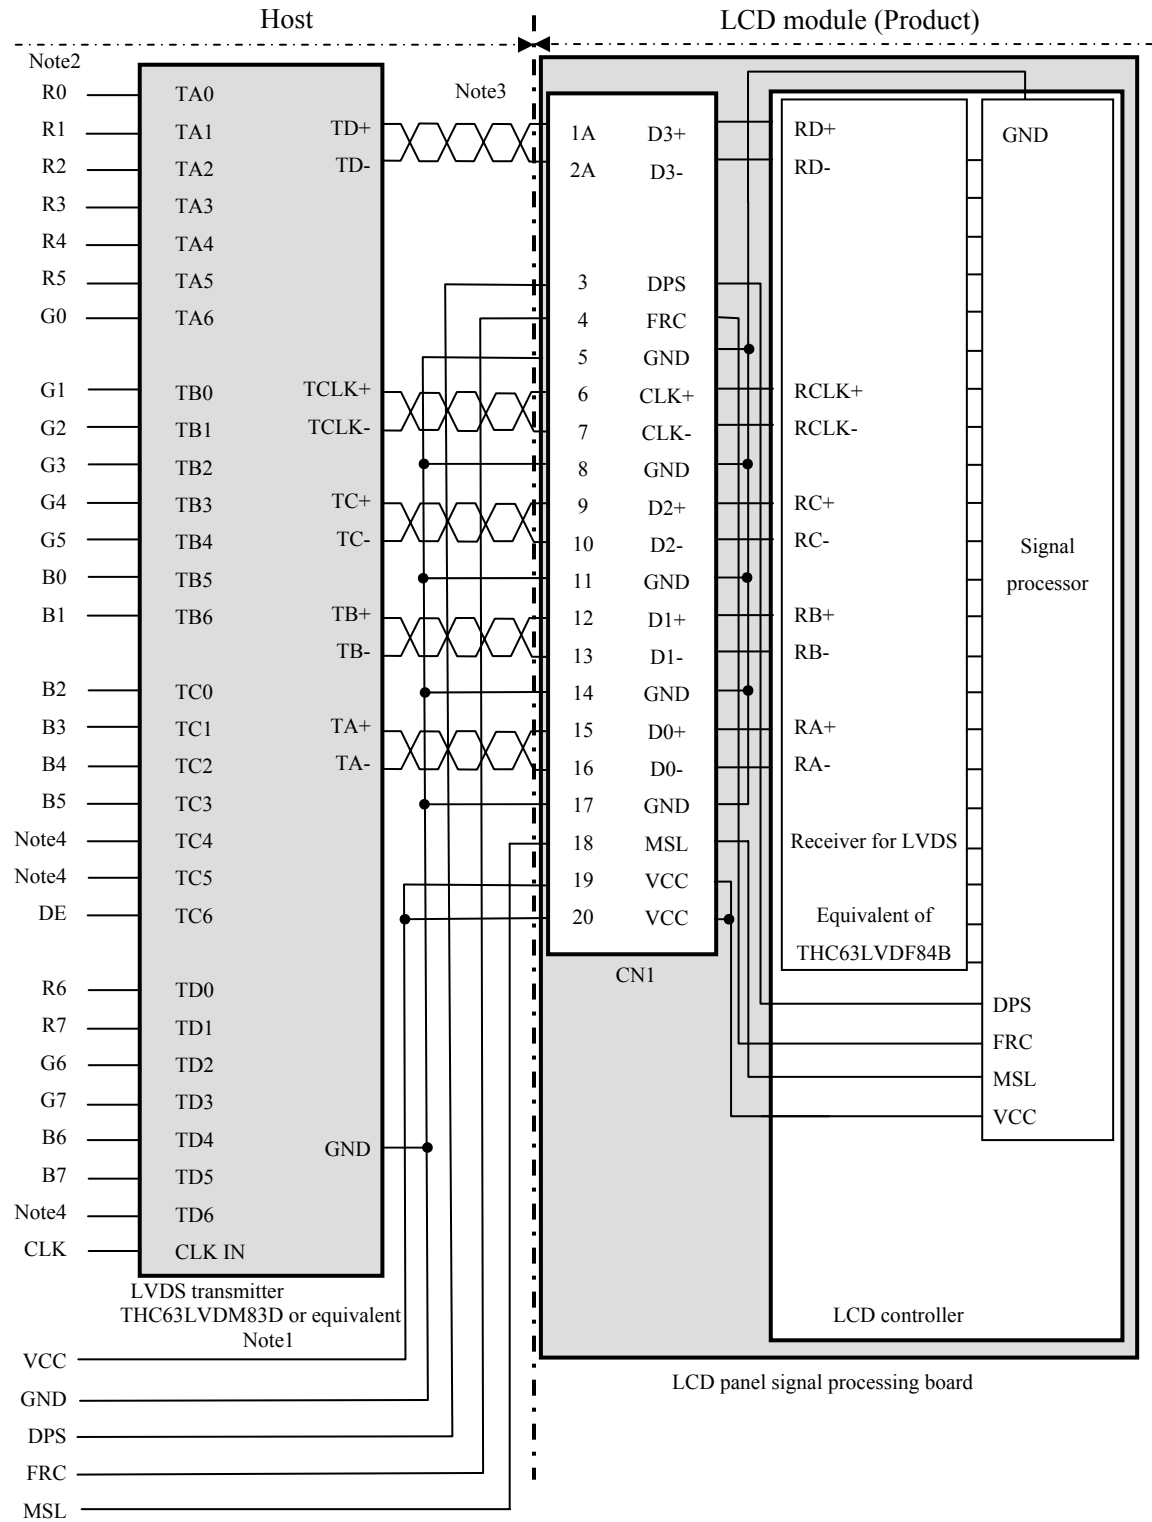 Host
LCD module (Product)
Note2
Note3
R0 TA0
R1 TA1 TD+
R2 TA2 TD-
R3 TA3
R4 TA4
R5 TA5
G0 TA6
G1 TB0 TCLK+
G2 TB1 TCLK-
G3 TB2
G4 TB3 TC+
G5 TB4 TC-
B0 TB5
B1 TB6 TB+
TB-
B2 TC0
B3 TC1 TA+
B4 TC2 TA-
B5 TC3
Note4 TC4
Note4 TC5
DE TC6
R6 TD0
R7 TD1
G6 TD2
G7 TD3
B6 TD4 GND
B7 TD5
Note4 TD6
CLK CLK IN
LVDS transmitter
THC63LVDM83D or equivalent
Note1
VCC
GND
DPS
FRC
MSL
1A D3+ RD+ GND
2A D3- RD-
3 DPS
4 FRC
5 GND
6 CLK+ RCLK+
7 CLK- RCLK-
8 GND
9 D2+ RC+
10 D2- RC-
11 GND
12 D1+ RB+
13 D1- RB-
14 GND
15 D0+ RA+
16 D0- RA-
17 GND
18 MSL
19 VCC
20 VCC
CN1
Receiver for LVDS
Equivalent of
THC63LVDF84B
Signal
processor
DPS
FRC
MSL
VCC
LCD controller
LCD panel signal processing board